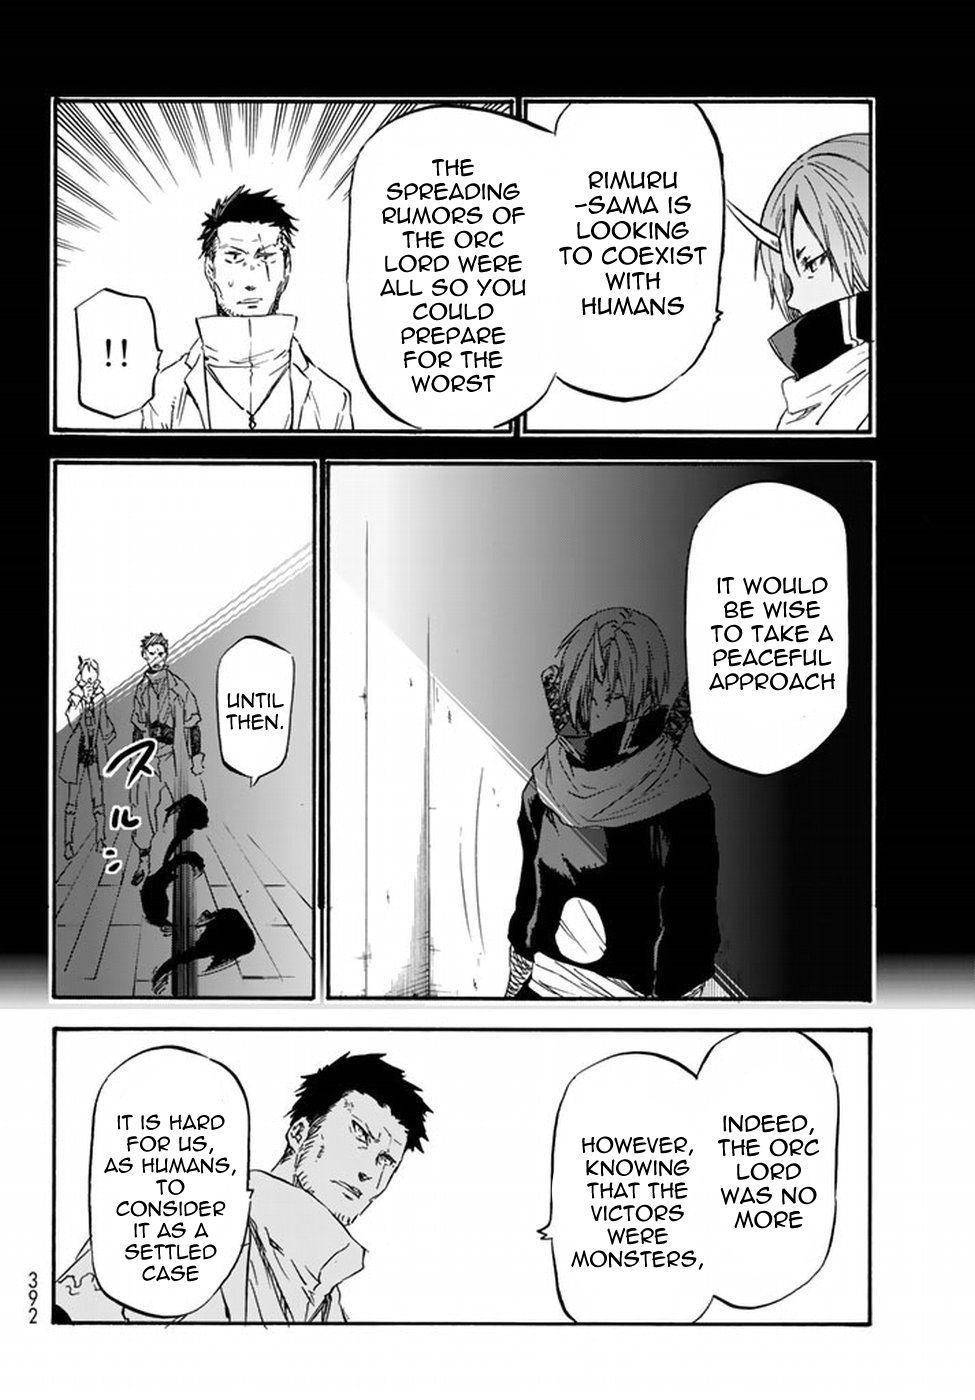 RIMURU
-SAMA IS
LOOKING
TO COEXIST
WITH
HUMANS
THE
SPREADING
RUMORS OF
THE ORC
LORD WERE
ALL SO YOU
COULD
PREPARE
FOR THE
WORST
!!
IT WOULD
BE WISE
TO TAKE A
PEACEFUL
APPROACH
UNTIL
THEN.
スルン
INDEED,
THE ORC
LORD
WAS NO
MORE
HOWEVER,
KNOWING
THAT THE
VICTORS
WERE
MONSTERS,
IT IS HARD
FOR US,
AS HUMANS,
TO
CONSIDER
IT AS A
SETTLED
CASE
392